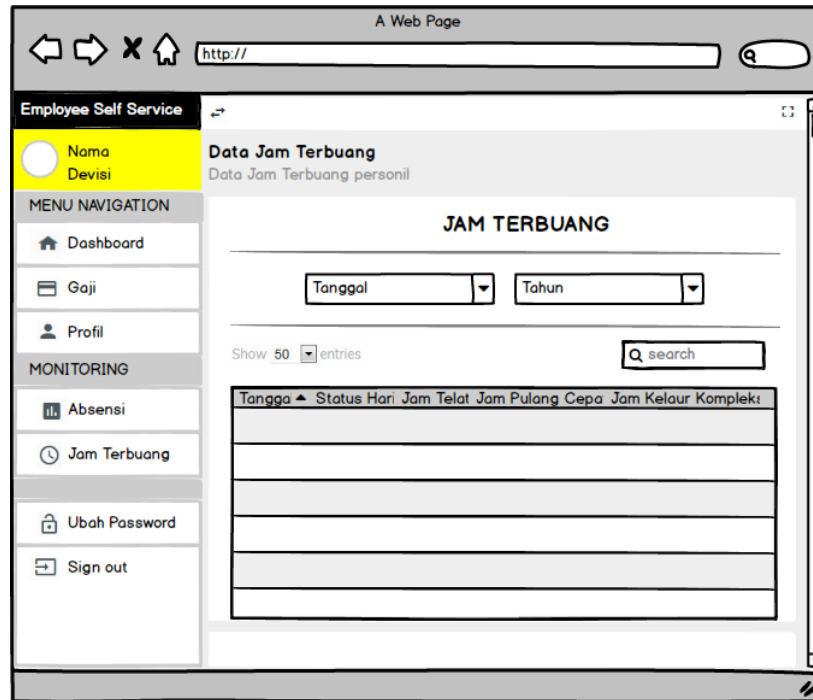 A Web Page
http://
Employee Self Service
Nama
Devisi
MENU NAVIGATION
Dashboard
Gaji
Profil
MONITORING
Absensi
Jam Terbuang
Ubah Password
Sign out
Data Jam Terbuang
Data Jam Terbuang personil
JAM TERBUANG
Tanggal Tahun
Show 50 entries search
Tangga Status Hari Jam Telat Jam Pulang Cepa Jam Kelaur Kompleks